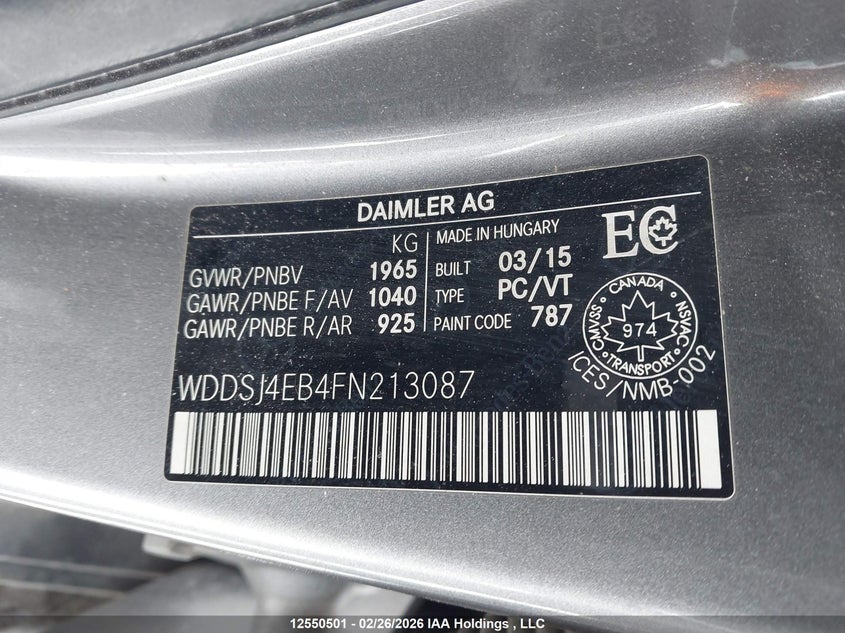 DAIMLER AG
KG
GVWR/PNBV 1965
GAWR/PNBE F/AV 1040
GAWR/PNBE R/AR 925
MADE IN HUNGARY
BUILT 03/15
TYPE PC/VT
PAINT CODE 787
EC
CANADA
CMVSS 974 NSVAC
TRANSPORT
ICES/NMB-002
WDDSJ4EB4FN213087
12550501 - 02/26/2026 IAA Holdings, LLC